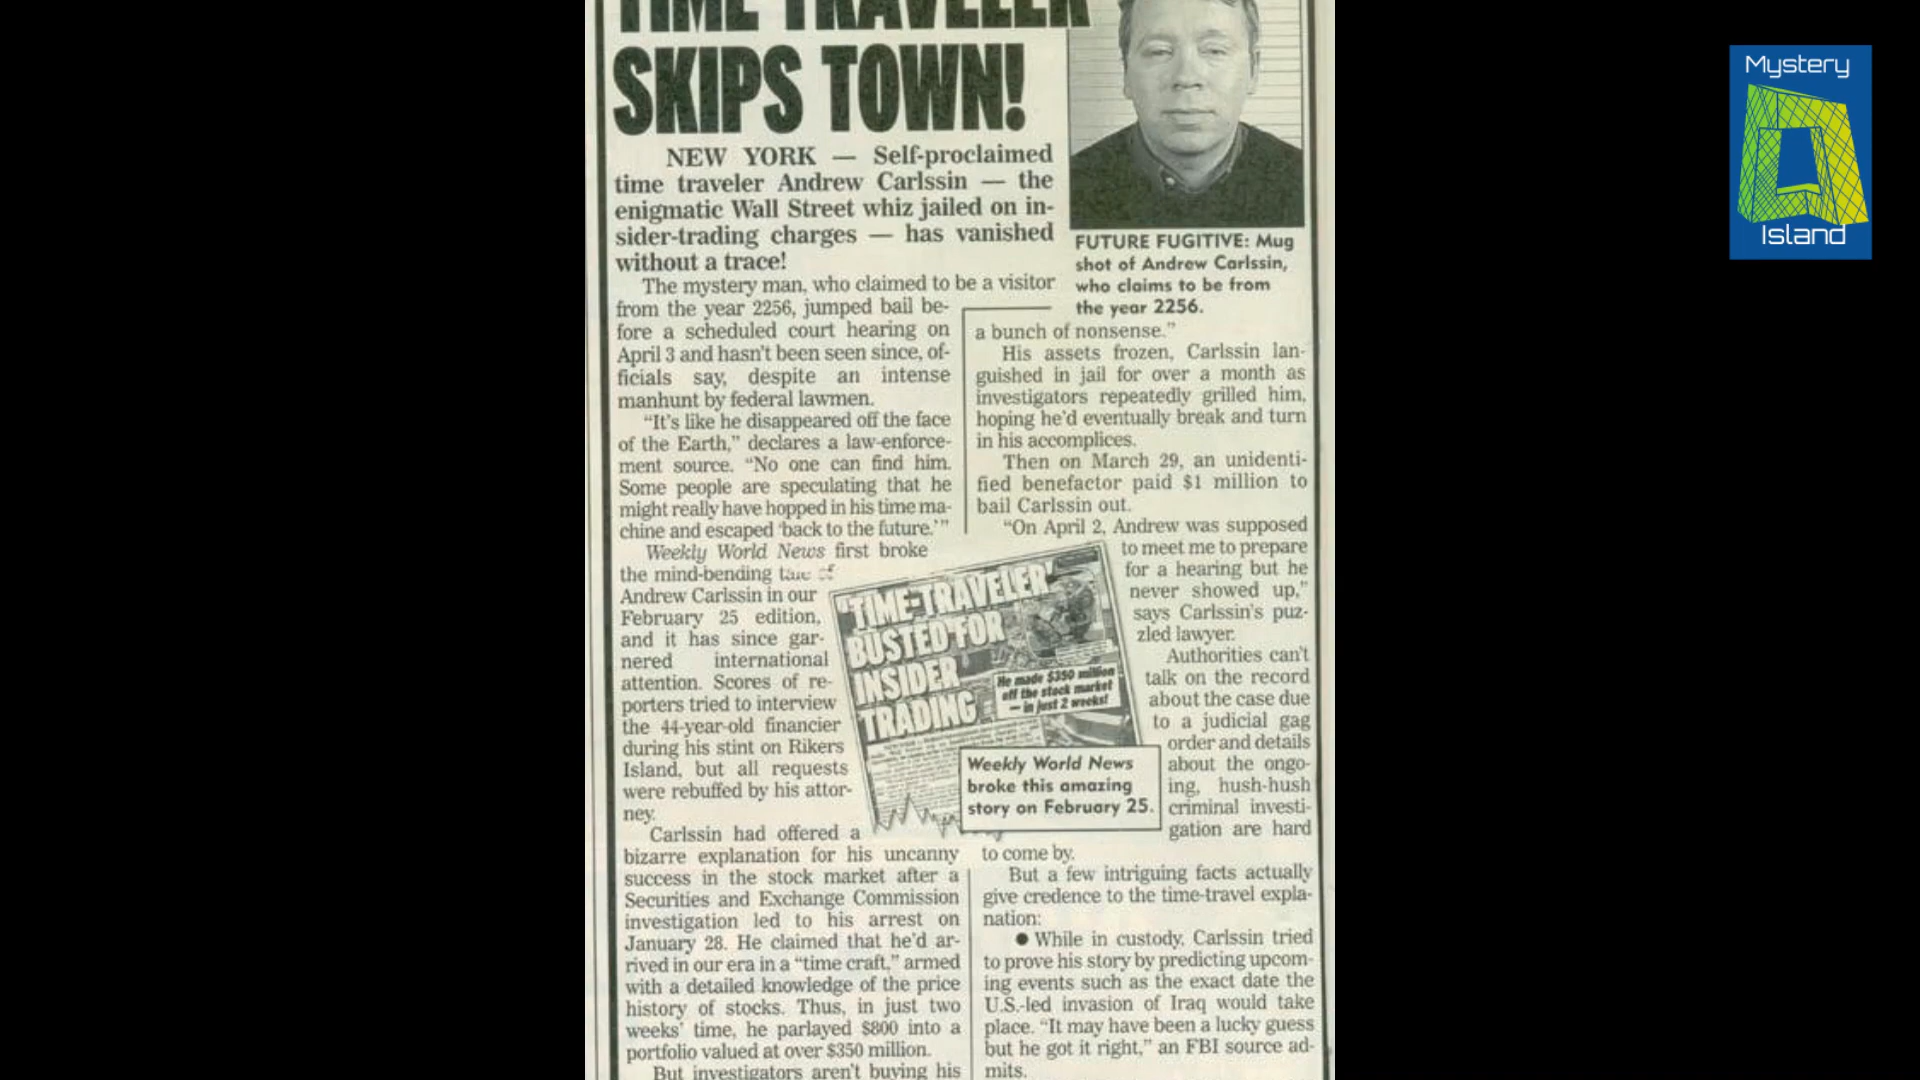 TIME TRAVELER
SKIPS TOWN!
NEW YORK — Self-proclaimed
time traveler Andrew Carlssin — the
enigmatic Wall Street whiz jailed on in-
sider-trading charges — has vanished
without a trace!
The mystery man, who claimed to be a visitor
from the year 2256, jumped bail be-
fore a scheduled court hearing on
April 3 and hasn't been seen since, of-
ficials say, despite an intense
manhunt by federal lawmen.
“It's like he disappeared off the face
of the Earth,” declares a law-enforce-
ment source. “No one can find him.
Some people are speculating that he
might really have hopped in his time ma-
chine and escaped ‘back to the future.’”
Weekly World News first broke
the mind-bending tale of
Andrew Carlssin in our
February 25 edition,
and it has since gar-
nered international
attention. Scores of re-
porters tried to interview
the 44-year-old financier
during his stint on Rikers
Island, but all requests
were rebuffed by his attor-
ney.
Carlssin had offered a
bizarre explanation for his uncanny
success in the stock market after a
Securities and Exchange Commission
investigation led to his arrest on
January 28. He claimed that he'd ar-
rived in our era in a “time craft,” armed
with a detailed knowledge of the price
history of stocks. Thus, in just two
weeks' time, he parlayed $800 into a
portfolio valued at over $350 million.
But investigators aren't buying his
FUTURE FUGITIVE: Mug
shot of Andrew Carlssin,
who claims to be from
the year 2256.
a bunch of nonsense.”
His assets frozen, Carlssin lan-
guished in jail for over a month as
investigators repeatedly grilled him,
hoping he'd eventually break and turn
in his accomplices.
Then on March 29, an unidenti-
fied benefactor paid $1 million to
bail Carlssin out.
“On April 2, Andrew was supposed
to meet me to prepare
for a hearing but he
never showed up,”
says Carlssin's puz-
zled lawyer.
Authorities can't
talk on the record
about the case due
to a judicial gag
order and details
about the ongo-
ing, hush-hush
criminal investi-
gation are hard
to come by.
But a few intriguing facts actually
give credence to the time-travel expla-
nation:
● While in custody, Carlssin tried
to prove his story by predicting upcom-
ing events such as the exact date the
U.S.-led invasion of Iraq would take
place. “It may have been a lucky guess
but he got it right,” an FBI source ad-
mits.
'TIME-TRAVELER'
BUSTED FOR
INSIDER
TRADING
He made $350 million
off the stock market
— in just 2 weeks!
Weekly World News
broke this amazing
story on February 25.
Mystery
Island